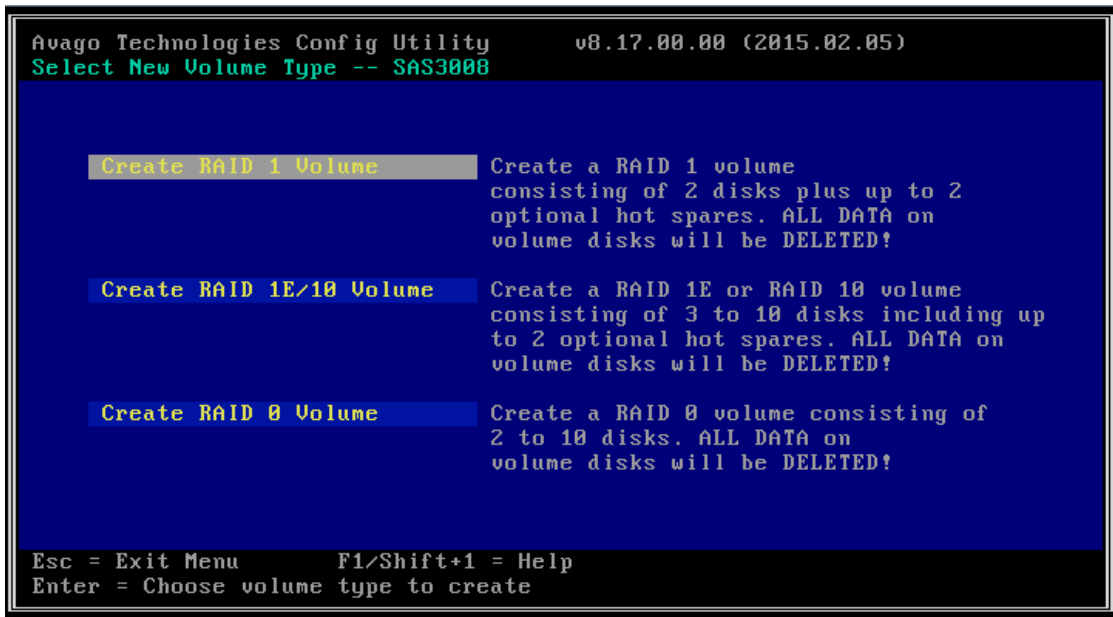 Avago Technologies Config Utility v8.17.00.00 (2015.02.05)
Select New Volume Type -- SAS3008
Create RAID 1 Volume
Create a RAID 1 volume
consisting of 2 disks plus up to 2
optional hot spares. ALL DATA on
volume disks will be DELETED!
Create RAID 1E/10 Volume
Create a RAID 1E or RAID 10 volume
consisting of 3 to 10 disks including up
to 2 optional hot spares. ALL DATA on
volume disks will be DELETED!
Create RAID 0 Volume
Create a RAID 0 volume consisting of
2 to 10 disks. ALL DATA on
volume disks will be DELETED!
Esc = Exit Menu F1/Shift+1 = Help
Enter = Choose volume type to create